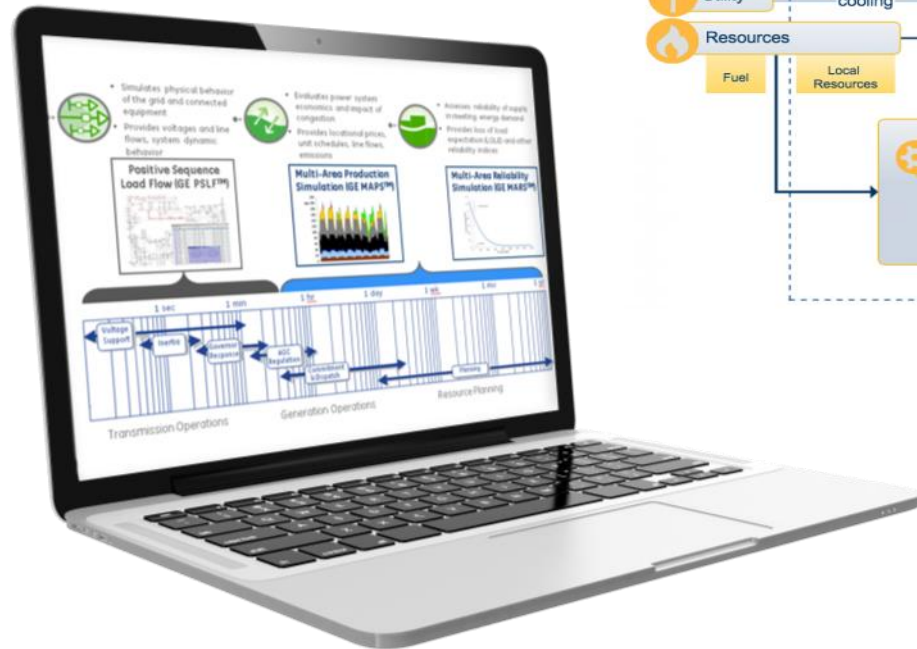 Utility
cooling
Resources
Fuel
Local
Resources
• Simulates physical behavior
of the grid and connected
equipment
• Provides voltages and line
flows, system dynamic
behavior
• Evaluates power system
economics and impact of
congestion
• Provides locational prices,
unit schedules, line flows,
emissions
• Assesses reliability of supply
in meeting energy demand
• Provides loss of load
expectation (LOLE) and other
reliability indices
Positive Sequence
Load Flow (GE PSLF™)
Multi-Area Production
Simulation (GE MAPS™)
Multi-Area Reliability
Simulation (GE MARS™)
1 sec
1 min
1 hr
1 day
1 wk
1 mo
1 yr
Voltage
Support
Inertia
Governor
Response
AGC
Regulation
Commitment
& Dispatch
Planning
Transmission Operations
Generation Operations
Resource Planning